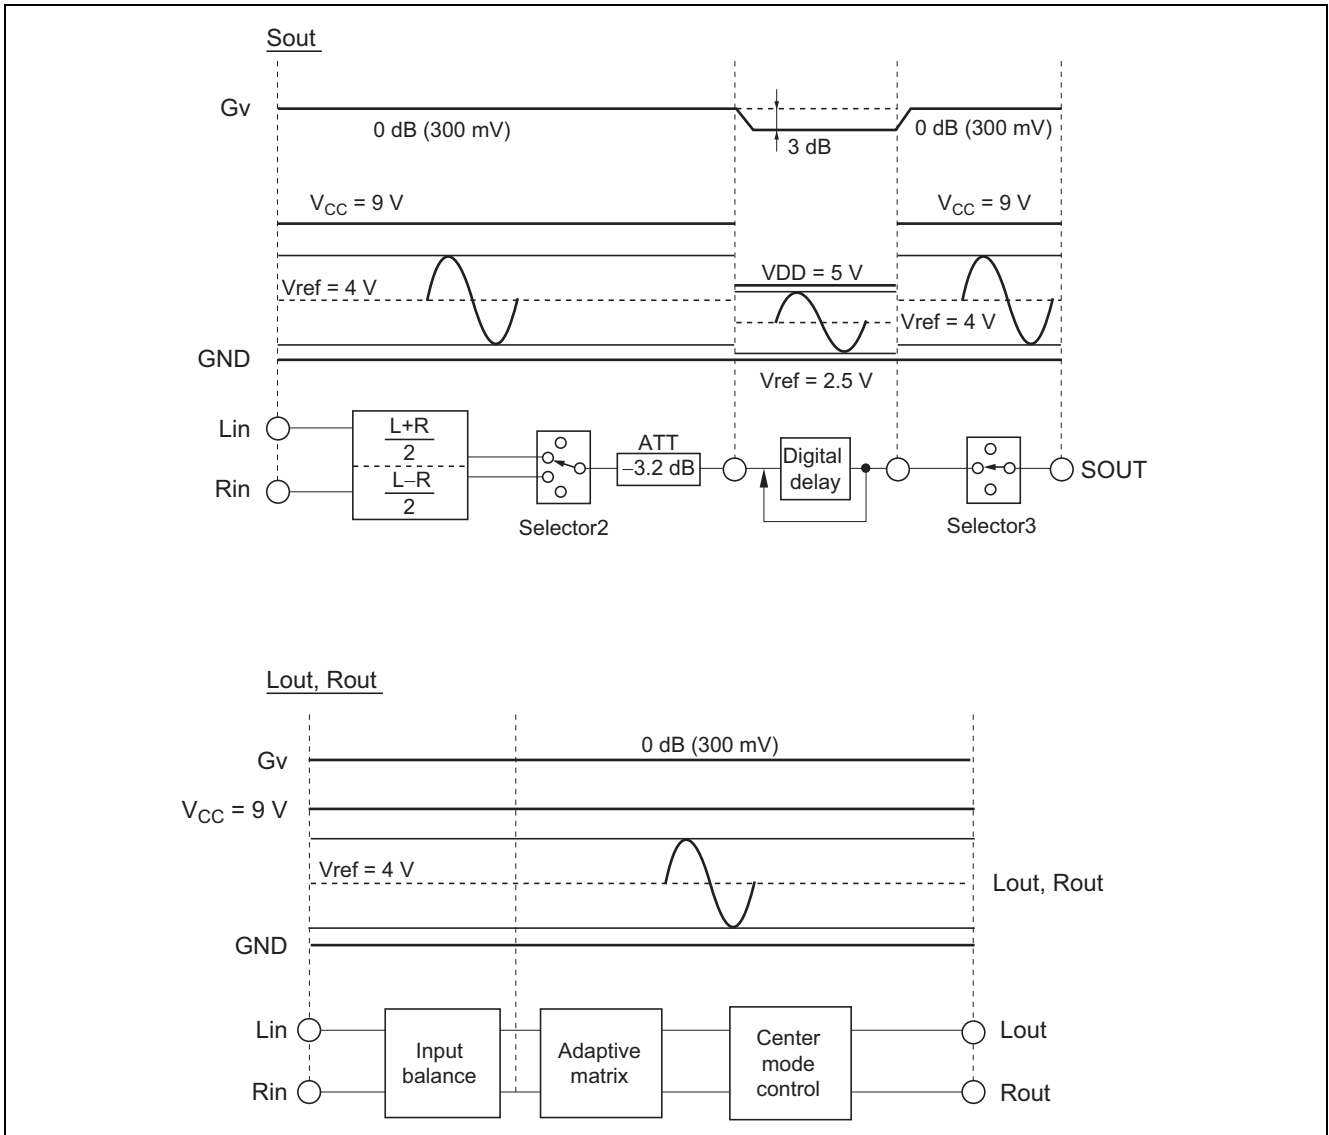 Sout
Gv
0 dB (300 mV)
3 dB
0 dB (300 mV)
VCC = 9 V
VCC = 9 V
Vref = 4 V
VDD = 5 V
Vref = 4 V
GND
Vref = 2.5 V
Lin
L+R
2
L−R
2
Rin
Selector2
ATT
−3.2 dB
Digital
delay
Selector3
SOUT
Lout, Rout
Gv
0 dB (300 mV)
VCC = 9 V
Vref = 4 V
Lout, Rout
GND
Lin
Rin
Input
balance
Adaptive
matrix
Center
mode
control
Lout
Rout